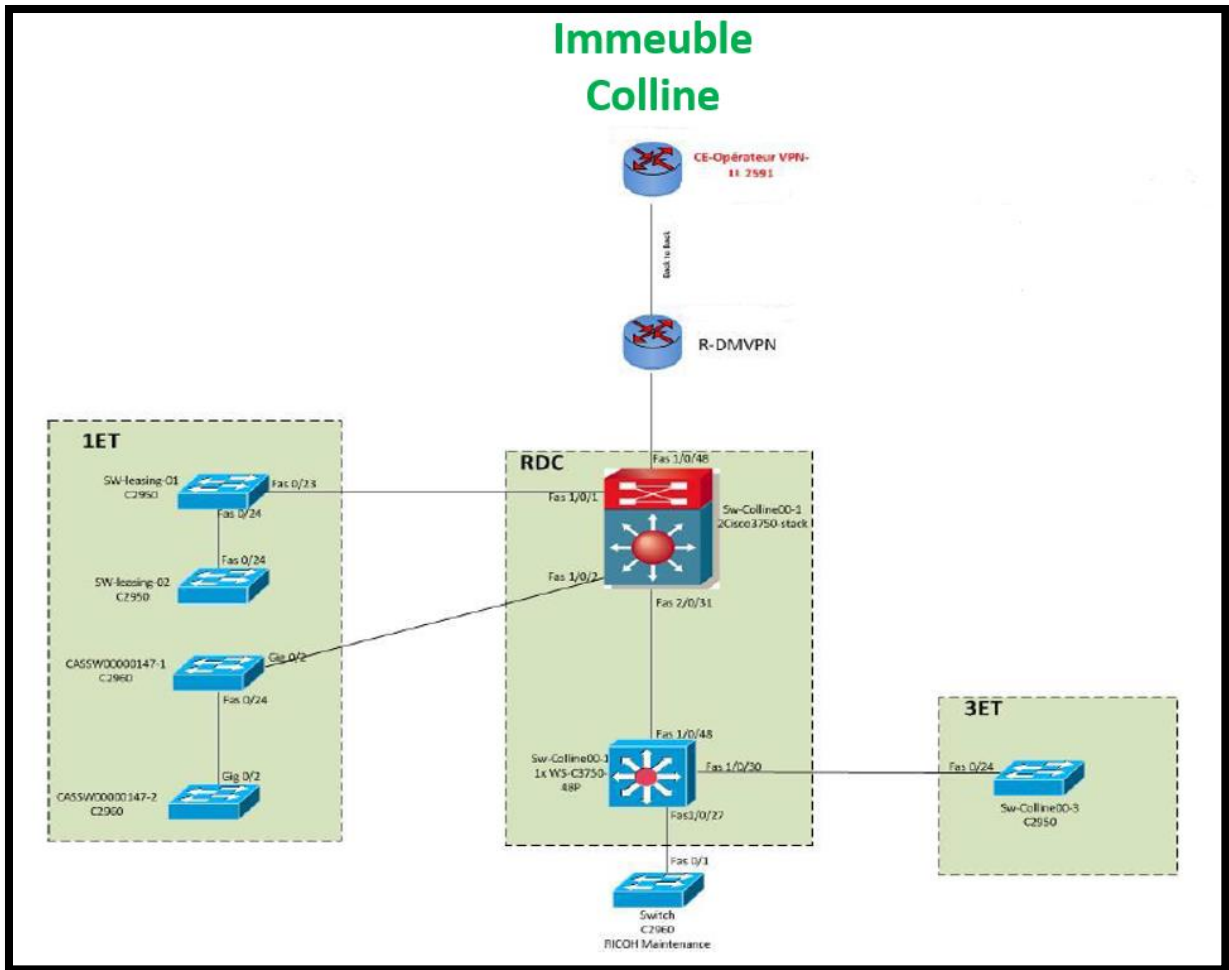 Immeuble
Colline
CE-Opérateur VPN-
LL 2591
Back to Back
R-DMVPN
1ET
SW-leasing-01
C2950
Fas 0/23
Fas 0/24
Fas 0/24
SW-leasing-02
C2950
CASSW00000147-1
C2960
Gig 0/2
Fas 0/24
Gig 0/2
CASSW00000147-2
C2960
RDC
Fas 1/0/48
Fas 1/0/1
Sw-Colline00-1
2Cisco3750-stack
Fas 1/0/2
Fas 2/0/31
Fas 1/0/48
Sw-Colline00-1
1x WS-C3750-
48P
Fas 1/0/30
Fas1/0/27
Fas 0/1
Switch
C2960
RICOH Maintenance
3ET
Fas 0/24
Sw-Colline00-3
C2950